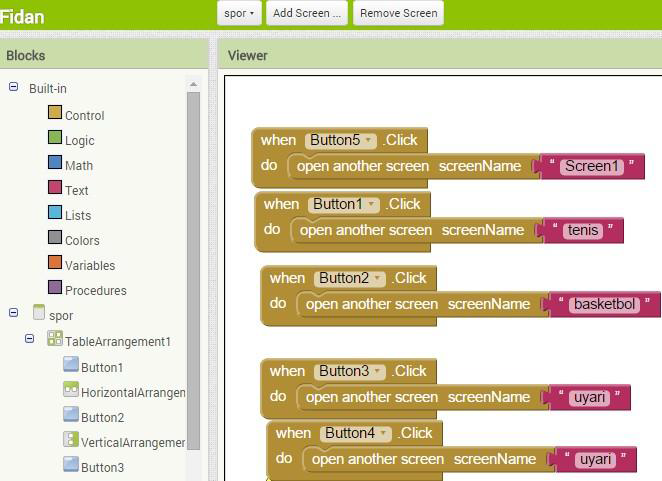 Fidan
spor
Add Screen ...
Remove Screen
Blocks
Viewer
Built-in
Control
Logic
Math
Text
Lists
Colors
Variables
Procedures
spor
TableArrangement1
Button1
HorizontalArrangen
Button2
VerticalArrangemer
Button3
when Button5 .Click
do open another screen screenName " Screen1 "
when Button1 .Click
do open another screen screenName " tenis "
when Button2 .Click
do open another screen screenName " basketbol
when Button3 .Click
do open another screen screenName " uyari "
when Button4 .Click
do open another screen screenName " uyari "